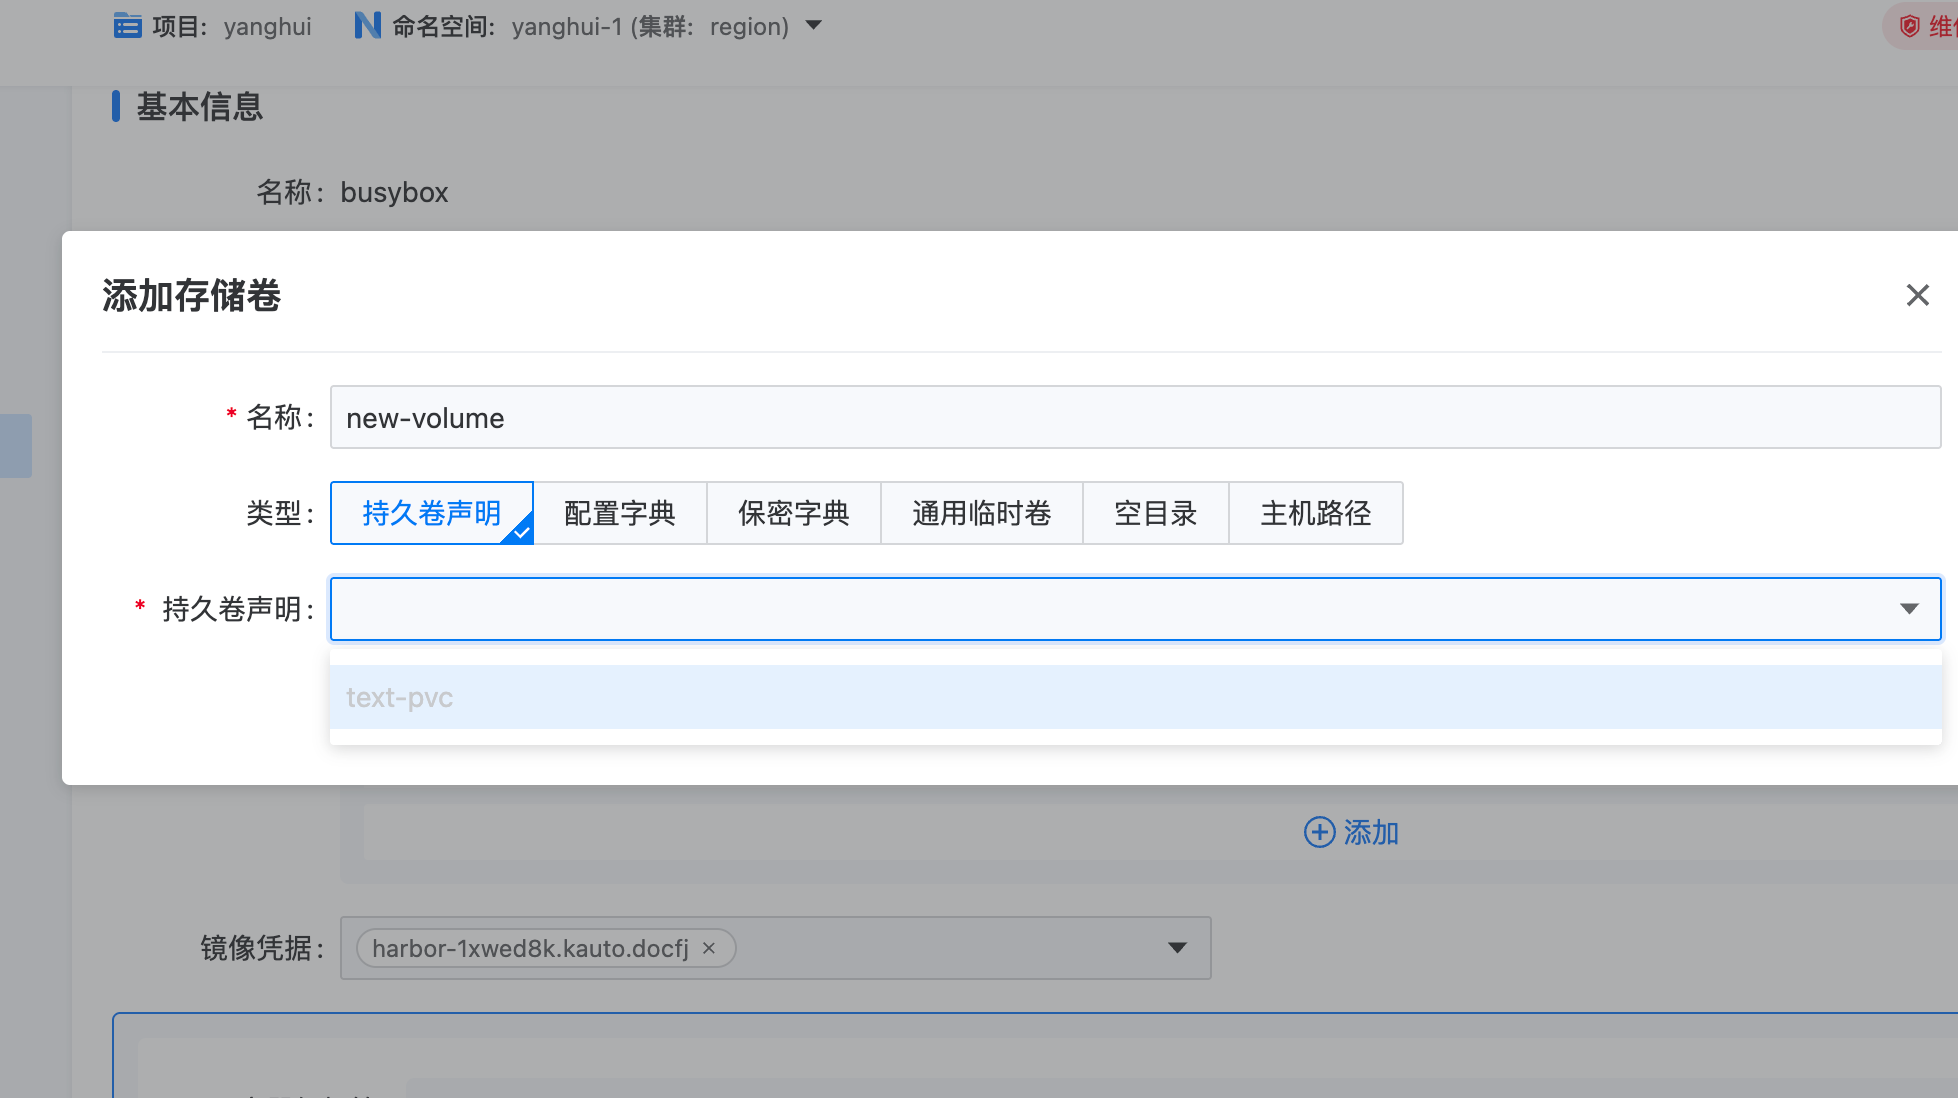 项目: yanghui 命名空间: yanghui-1 (集群: region)
基本信息
名称: busybox
添加存储卷
* 名称: new-volume
类型: 持久卷声明 配置字典 保密字典 通用临时卷 空目录 主机路径
* 持久卷声明:
text-pvc
添加
镜像凭据: harbor-1xwed8k.kauto.docfj ×